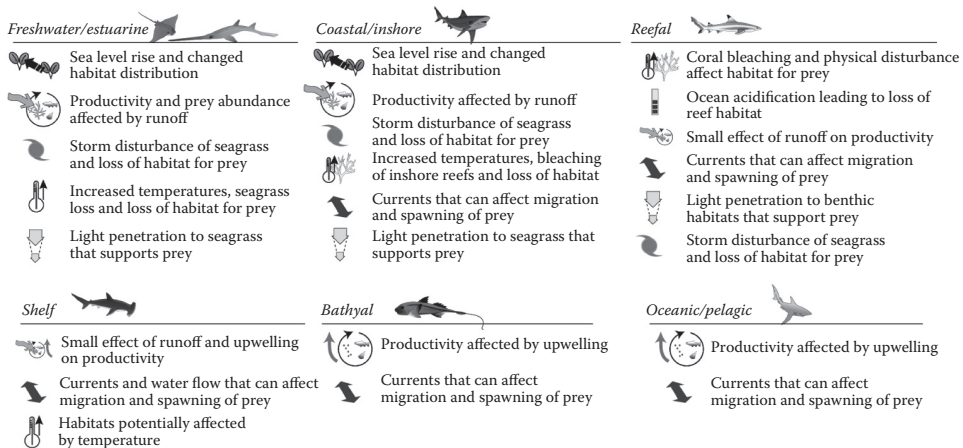 Freshwater/estuarine
Sea level rise and changed
habitat distribution
Productivity and prey abundance
affected by runoff
Storm disturbance of seagrass
and loss of habitat for prey
Increased temperatures, seagrass
loss and loss of habitat for prey
Light penetration to seagrass
that supports prey
Coastal/inshore
Sea level rise and changed
habitat distribution
Productivity affected by runoff
Storm disturbance of seagrass
and loss of habitat for prey
Increased temperatures, bleaching
of inshore reefs and loss of habitat
Currents that can affect migration
and spawning of prey
Light penetration to seagrass that
supports prey
Reefal
Coral bleaching and physical disturbance
affect habitat for prey
Ocean acidification leading to loss of
reef habitat
Small effect of runoff on productivity
Currents that can affect migration
and spawning of prey
Light penetration to benthic
habitats that support prey
Storm disturbance of seagrass
and loss of habitat for prey
Shelf
Small effect of runoff and upwelling
on productivity
Currents and water flow that can affect
migration and spawning of prey
Habitats potentially affected
by temperature
Bathyal
Productivity affected by upwelling
Currents that can affect
migration and spawning of prey
Oceanic/pelagic
Productivity affected by upwelling
Currents that can affect
migration and spawning of prey